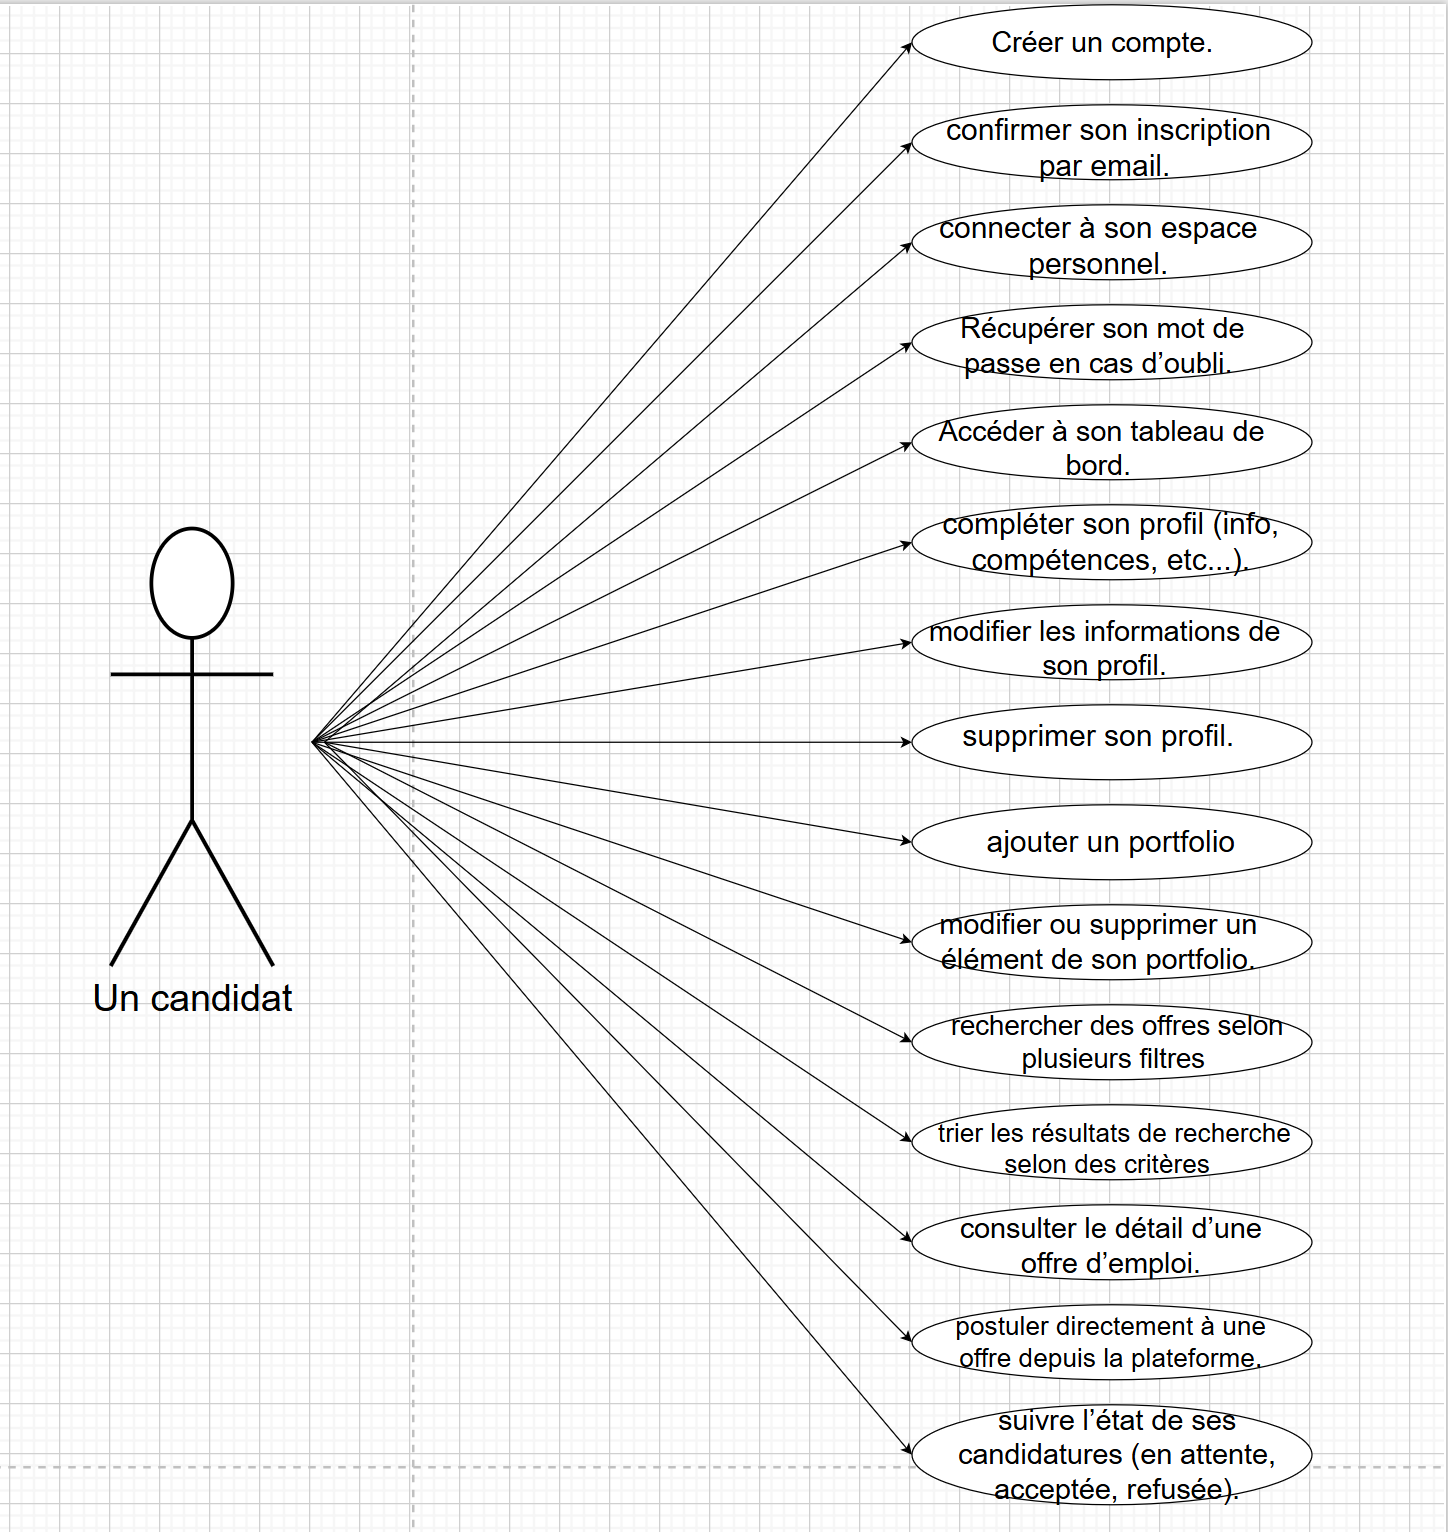 Créer un compte.
confirmer son inscription
par email.
connecter à son espace
personnel.
Récupérer son mot de
passe en cas d’oubli.
Accéder à son tableau de
bord.
compléter son profil (info,
compétences, etc...).
modifier les informations de
son profil.
supprimer son profil.
ajouter un portfolio
modifier ou supprimer un
élément de son portfolio.
Un candidat
rechercher des offres selon
plusieurs filtres
trier les résultats de recherche
selon des critères
consulter le détail d’une
offre d’emploi.
postuler directement à une
offre depuis la plateforme.
suivre l’état de ses
candidatures (en attente,
acceptée, refusée).